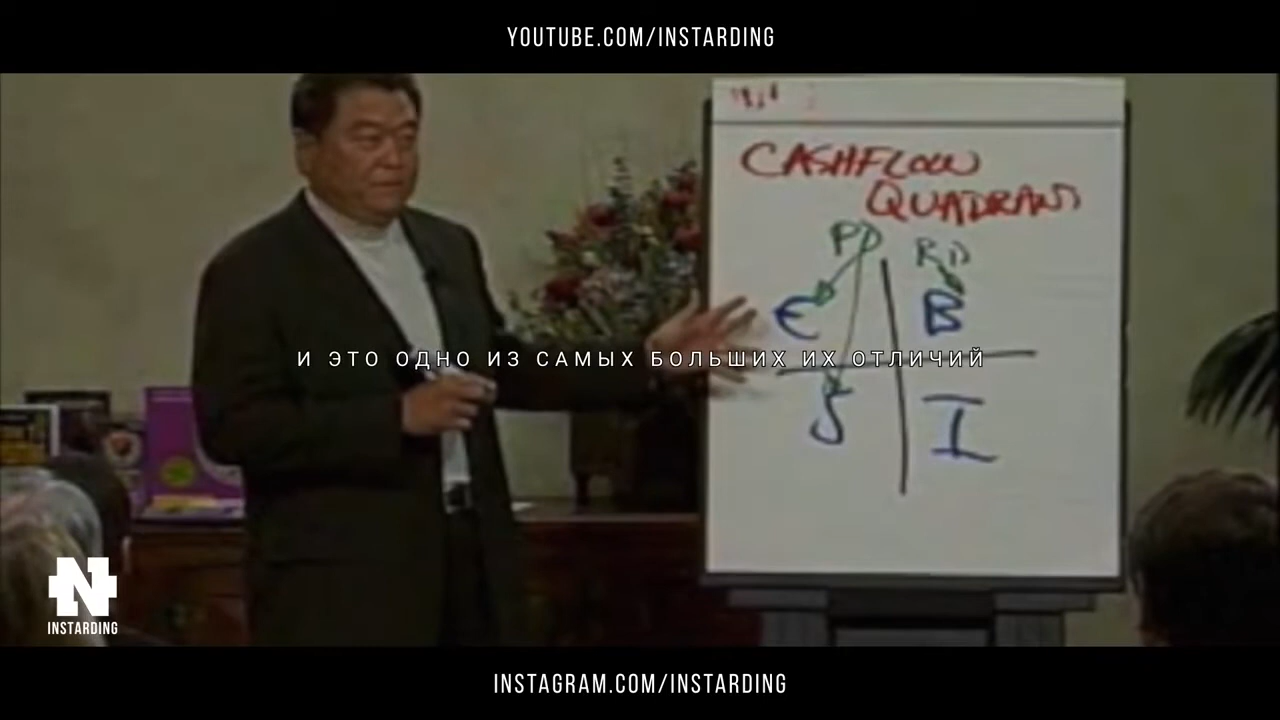 YOUTUBE.COM/INSTARDING
CASHFLOW
QUADRANT
PD
RD
E
B
И ЭТО ОДНО ИЗ САМЫХ БОЛЬШИХ ИХ ОТЛИЧИЙ
S
I
N
INSTARDING
INSTAGRAM.COM/INSTARDING